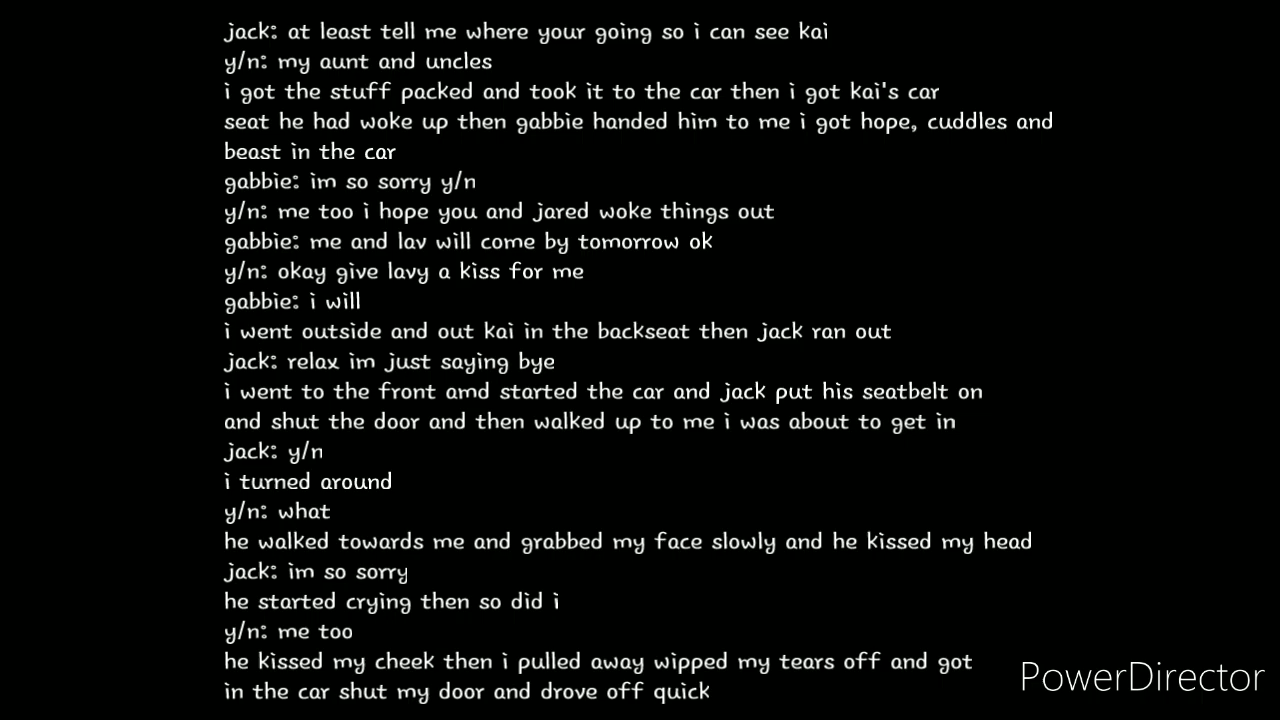 jack: at least tell me where your going so i can see kai
y/n: my aunt and uncles
i got the stuff packed and took it to the car then i got kai's car
seat he had woke up then gabbie handed him to me i got hope, cuddles and
beast in the car
gabbie: im so sorry y/n
y/n: me too i hope you and jared woke things out
gabbie: me and lav will come by tomorrow ok
y/n: okay give lavy a kiss for me
gabbie: i will
i went outside and out kai in the backseat then jack ran out
jack: relax im just saying bye
i went to the front amd started the car and jack put his seatbelt on
and shut the door and then walked up to me i was about to get in
jack: y/n
i turned around
y/n: what
he walked towards me and grabbed my face slowly and he kissed my head
jack: im so sorry
he started crying then so did i
y/n: me too
he kissed my cheek then i pulled away wipped my tears off and got
in the car shut my door and drove off quick
PowerDirector